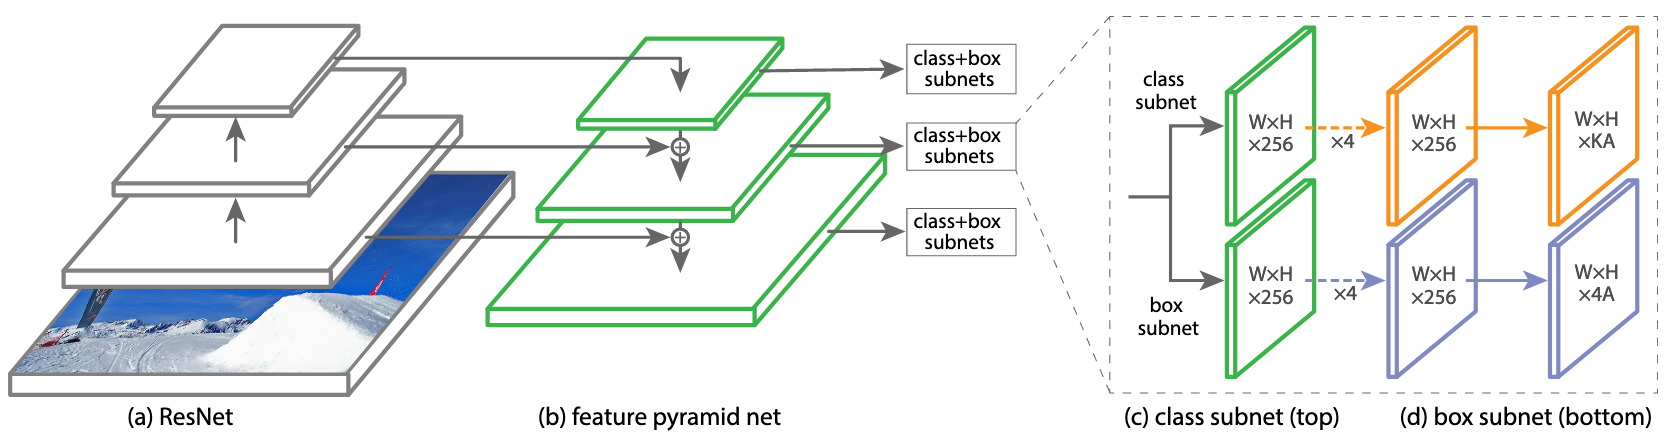 class+box
subnets
class+box
subnets
class+box
subnets
class
subnet
W×H
×256
×4
W×H
×256
W×H
×KA
box
subnet
W×H
×256
×4
W×H
×256
W×H
×4A
(a) ResNet
(b) feature pyramid net
(c) class subnet (top)
(d) box subnet (bottom)